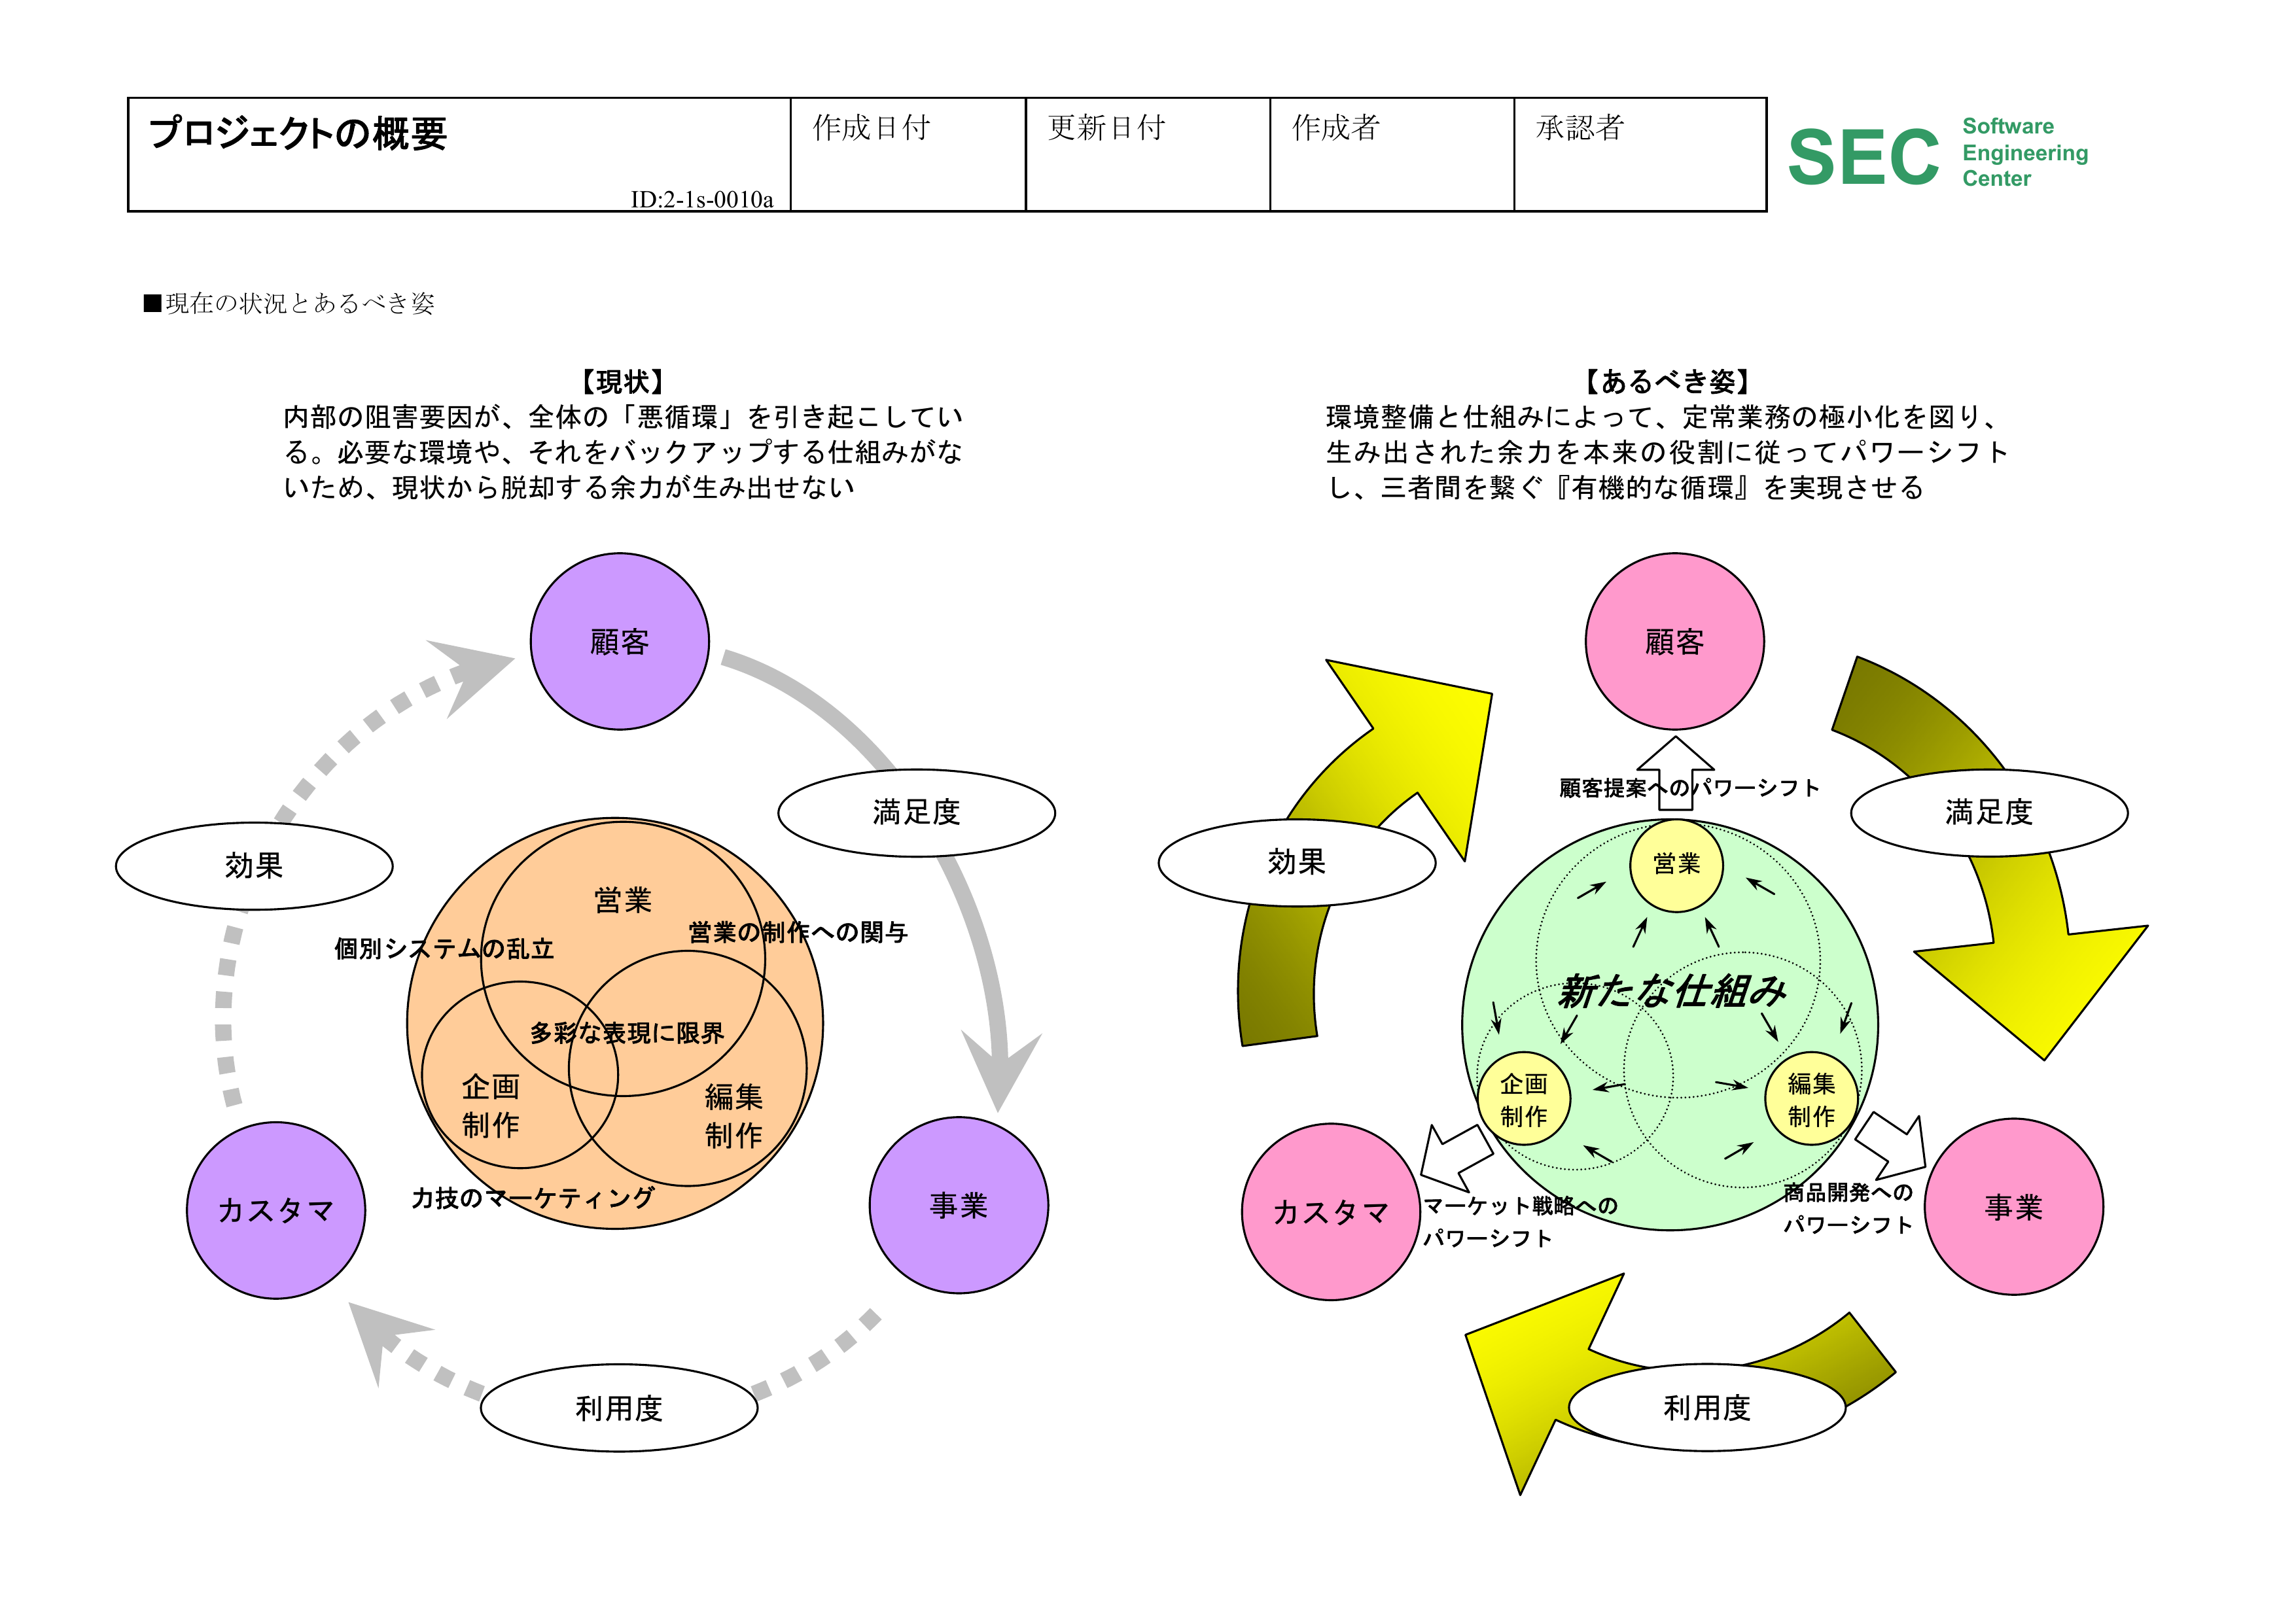 プロジェクトの概要
ID:2-1s-0010a
作成日付
更新日付
作成者
承認者
SEC
Software
Engineering
Center
■現在の状況とあるべき姿
【現状】
内部の阻害要因が、全体の「悪循環」を引き起こしてい
る。必要な環境や、それをバックアップする仕組みがな
いため、現状から脱却する余力が生み出せない
顧客
満足度
効果
営業
営業の制作への関与
個別システムの乱立
多彩な表現に限界
企画
制作
編集
制作
力技のマーケティング
カスタマ
事業
利用度
【あるべき姿】
環境整備と仕組みによって、定常業務の極小化を図り、
生み出された余力を本来の役割に従ってパワーシフト
し、三者間を繋ぐ『有機的な循環』を実現させる
顧客
顧客提案へのパワーシフト
満足度
効果
営業
新たな仕組み
企画
制作
編集
制作
カスタマ
マーケット戦略への
パワーシフト
商品開発への
パワーシフト
事業
利用度